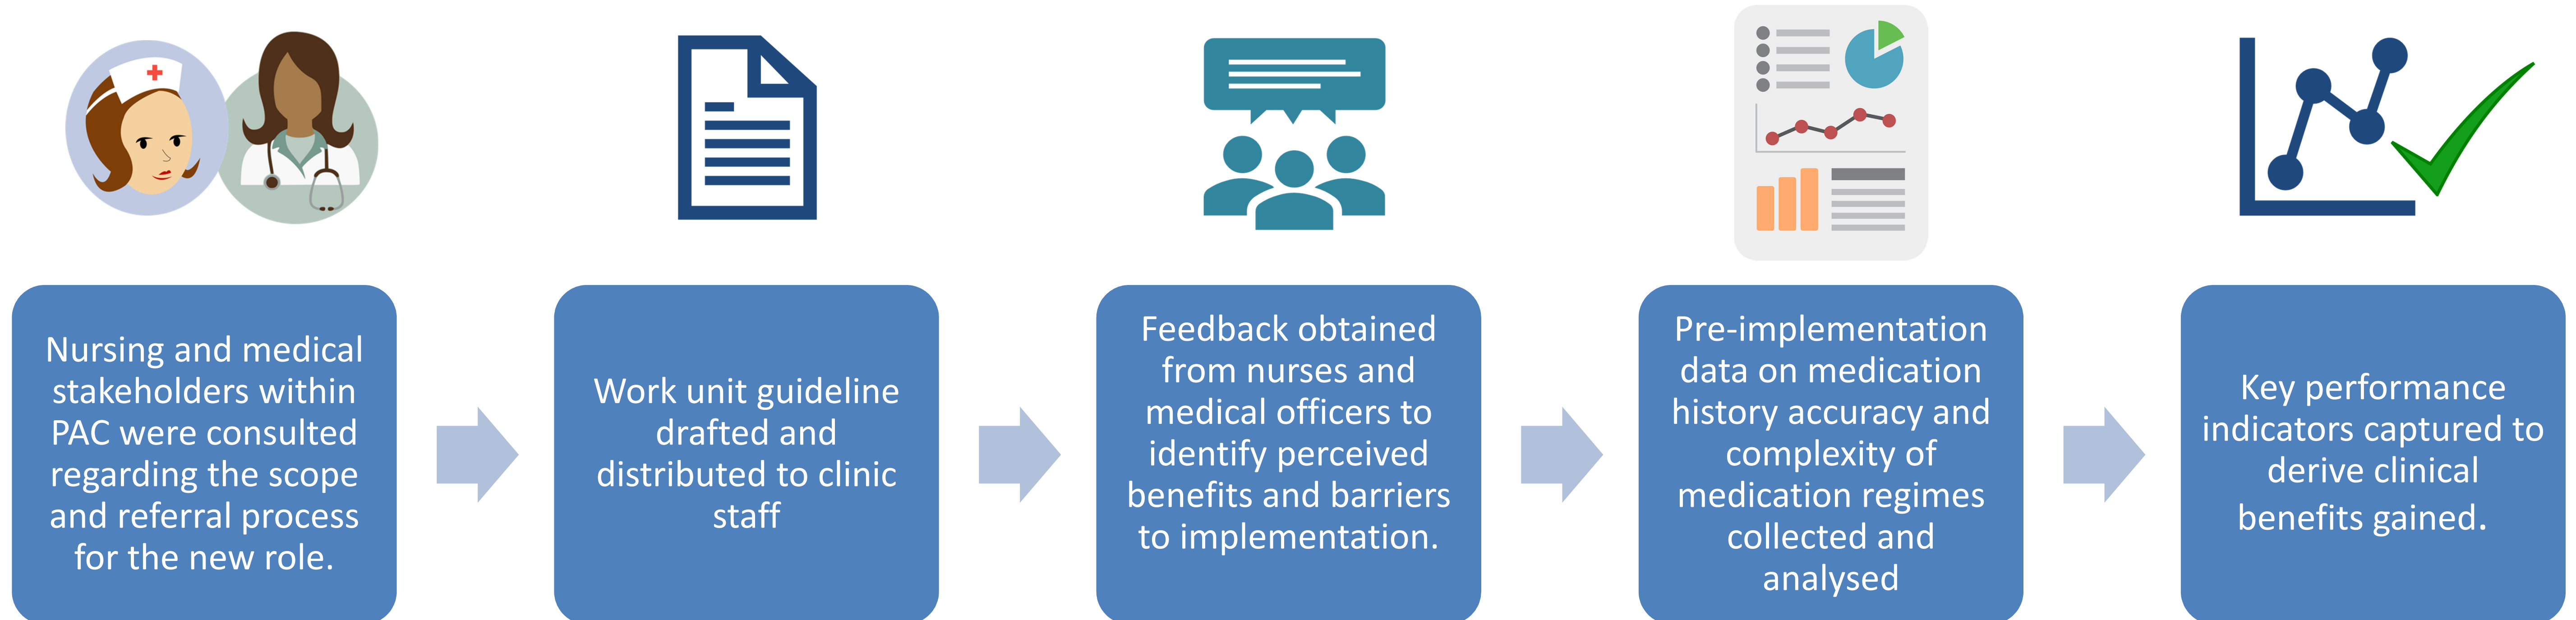 Nursing and medical
stakeholders within
PAC were consulted
regarding the scope
and referral process
for the new role.
Work unit guideline
drafted and
distributed to clinic
staff
Feedback obtained
from nurses and
medical officers to
identify perceived
benefits and barriers
to implementation.
Pre-implementation
data on medication
history accuracy and
complexity of
medication regimes
collected and
analysed
Key performance
indicators captured to
derive clinical
benefits gained.